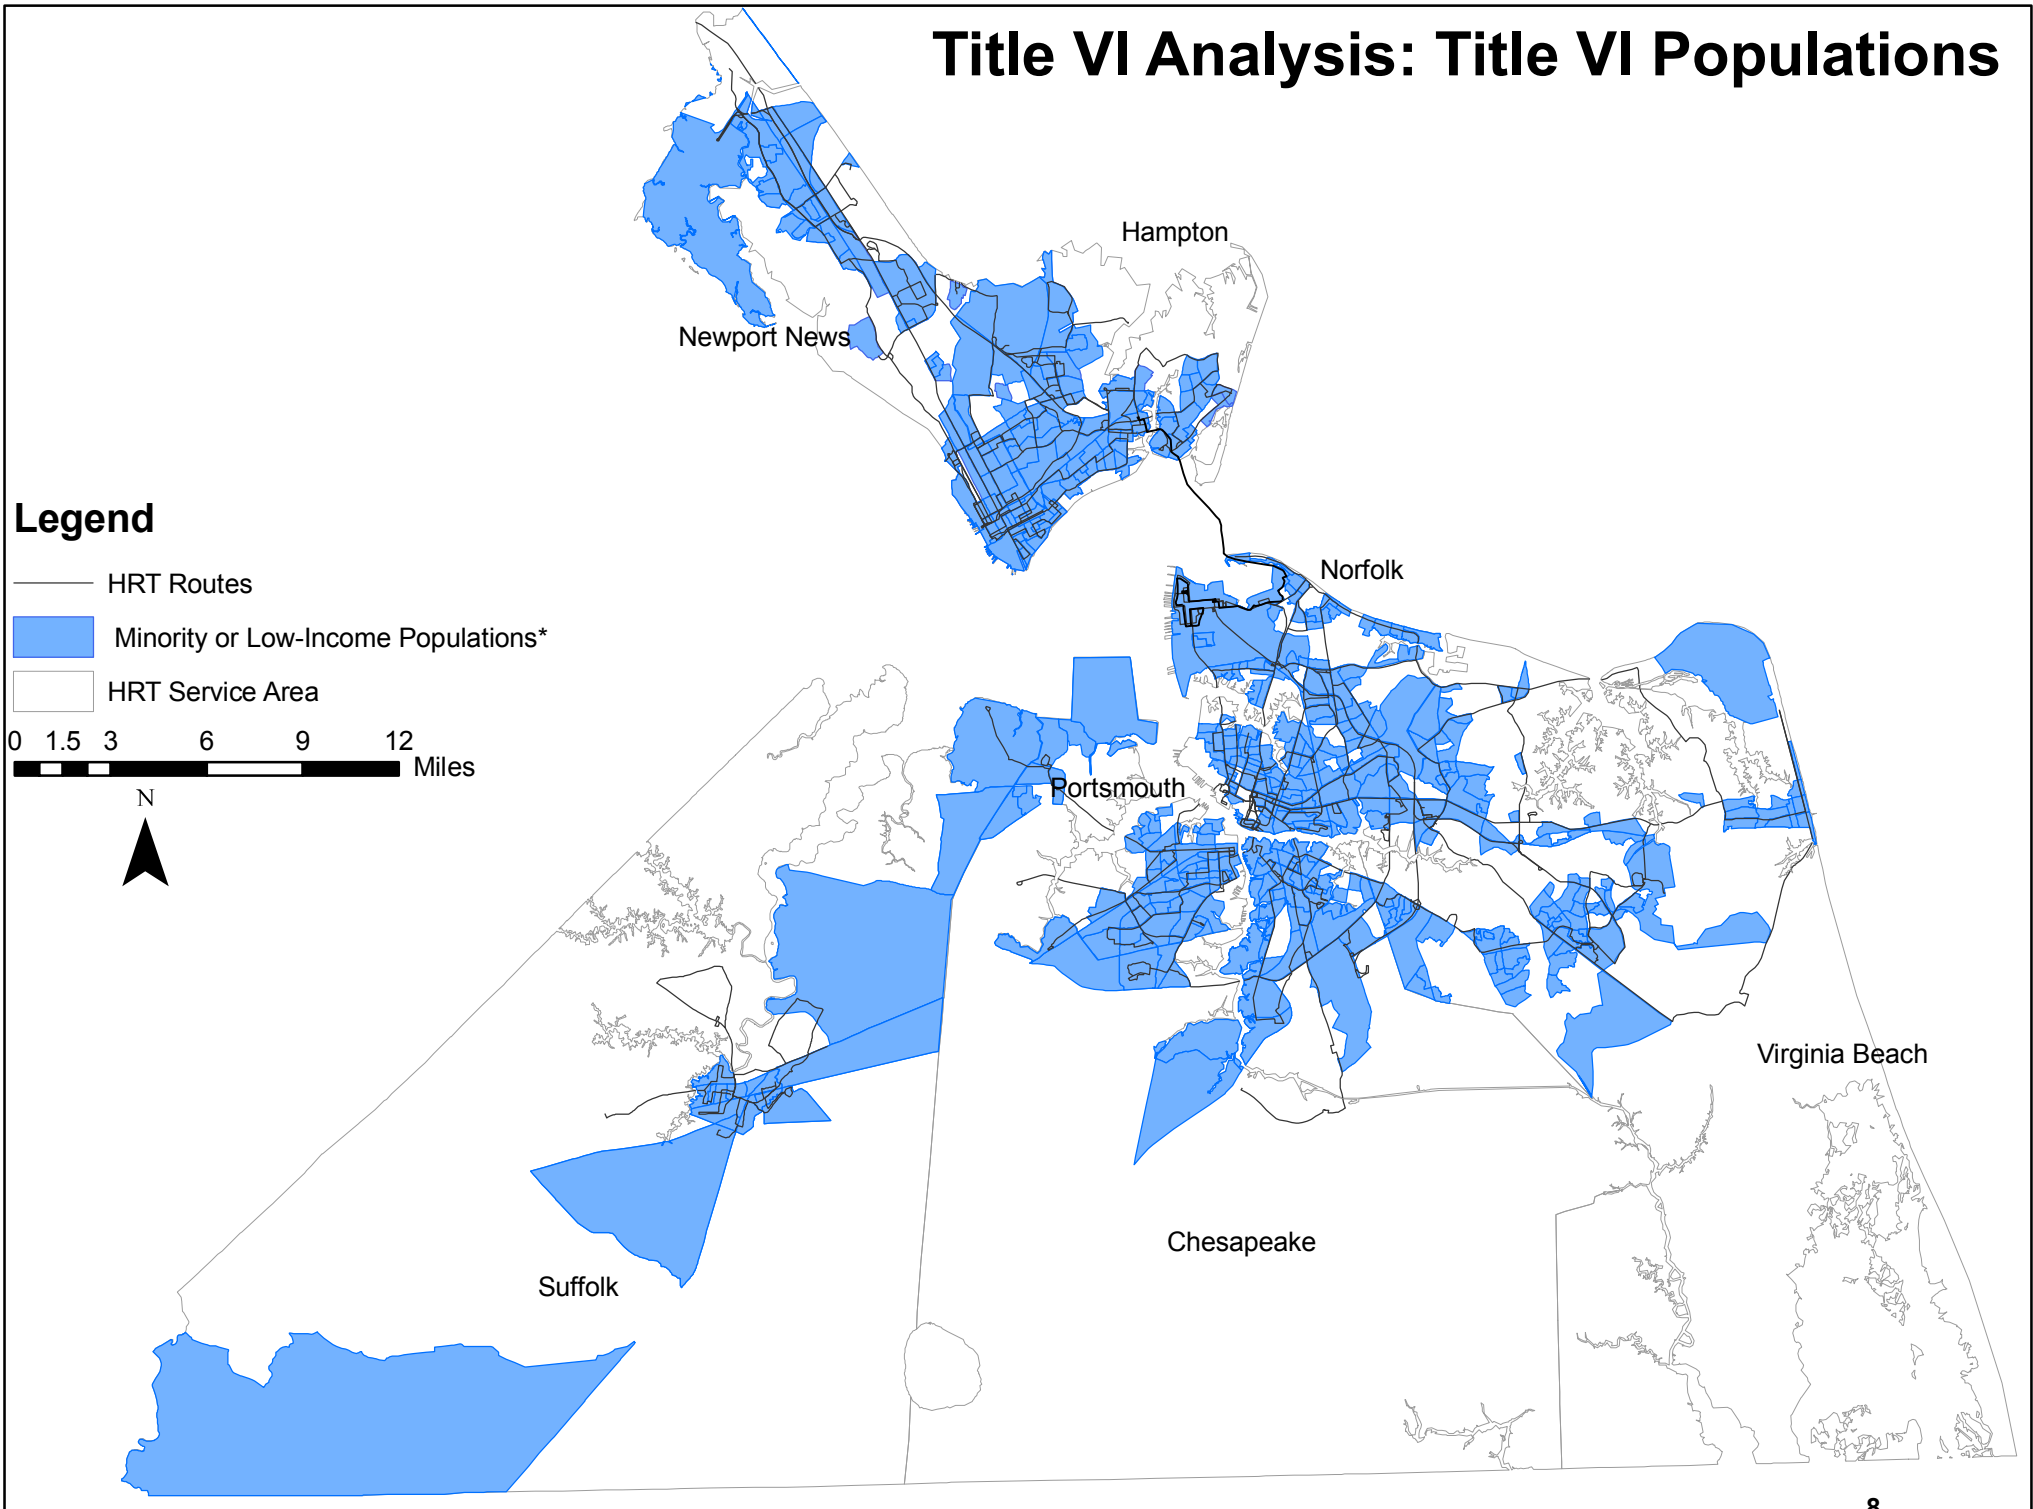 Title VI Analysis: Title VI Populations
Hampton
Newport News
Legend
HRT Routes
Minority or Low-Income Populations*
HRT Service Area
0 1.5 3 6 9 12
Miles
N
Norfolk
Portsmouth
Virginia Beach
Chesapeake
Suffolk
8